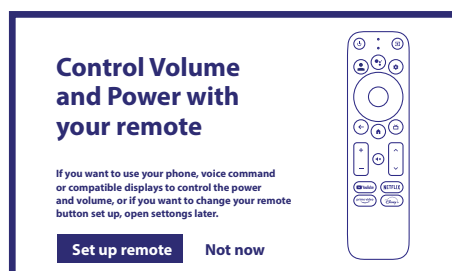 Control Volume
and Power with
your remote
If you want to use your phone, voice command
or compatible displays to control the power
and volume, or if you want to change your remote
button set up, open settongs later.
Set up remote
Not now
YouTube
NETFLIX
prime video
Disney+